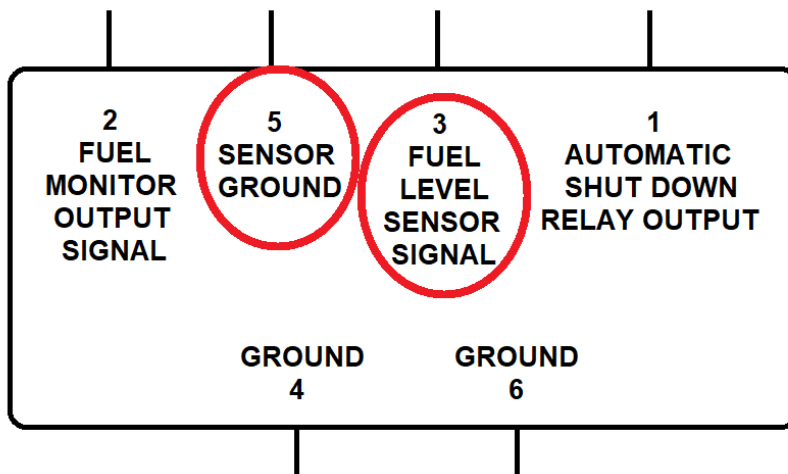 2
FUEL
MONITOR
OUTPUT
SIGNAL
5
SENSOR
GROUND
3
FUEL
LEVEL
SENSOR
SIGNAL
1
AUTOMATIC
SHUT DOWN
RELAY OUTPUT
GROUND
4
GROUND
6